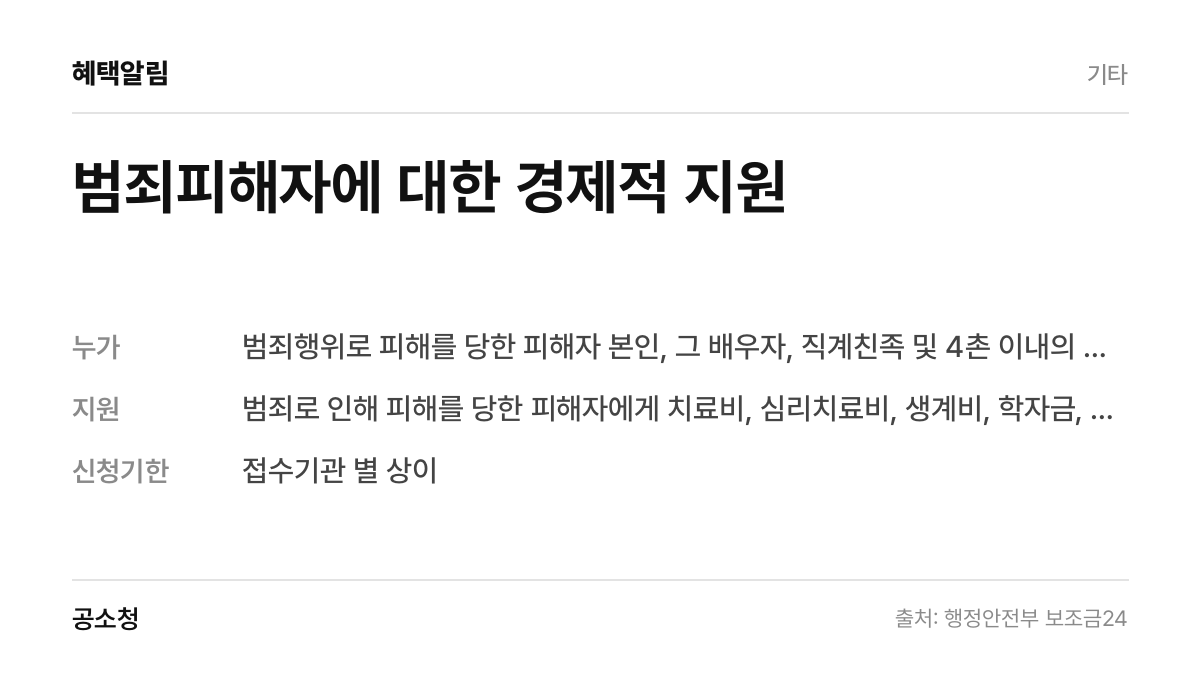 혜택알림
기타
범죄피해자에 대한 경제적 지원
누가 범죄행위로 피해를 당한 피해자 본인, 그 배우자, 직계친족 및 4촌 이내의 ...
지원 범죄로 인해 피해를 당한 피해자에게 치료비, 심리치료비, 생계비, 학자금, ...
신청기한 접수기관 별 상이
공소청
출처: 행정안전부 보조금24